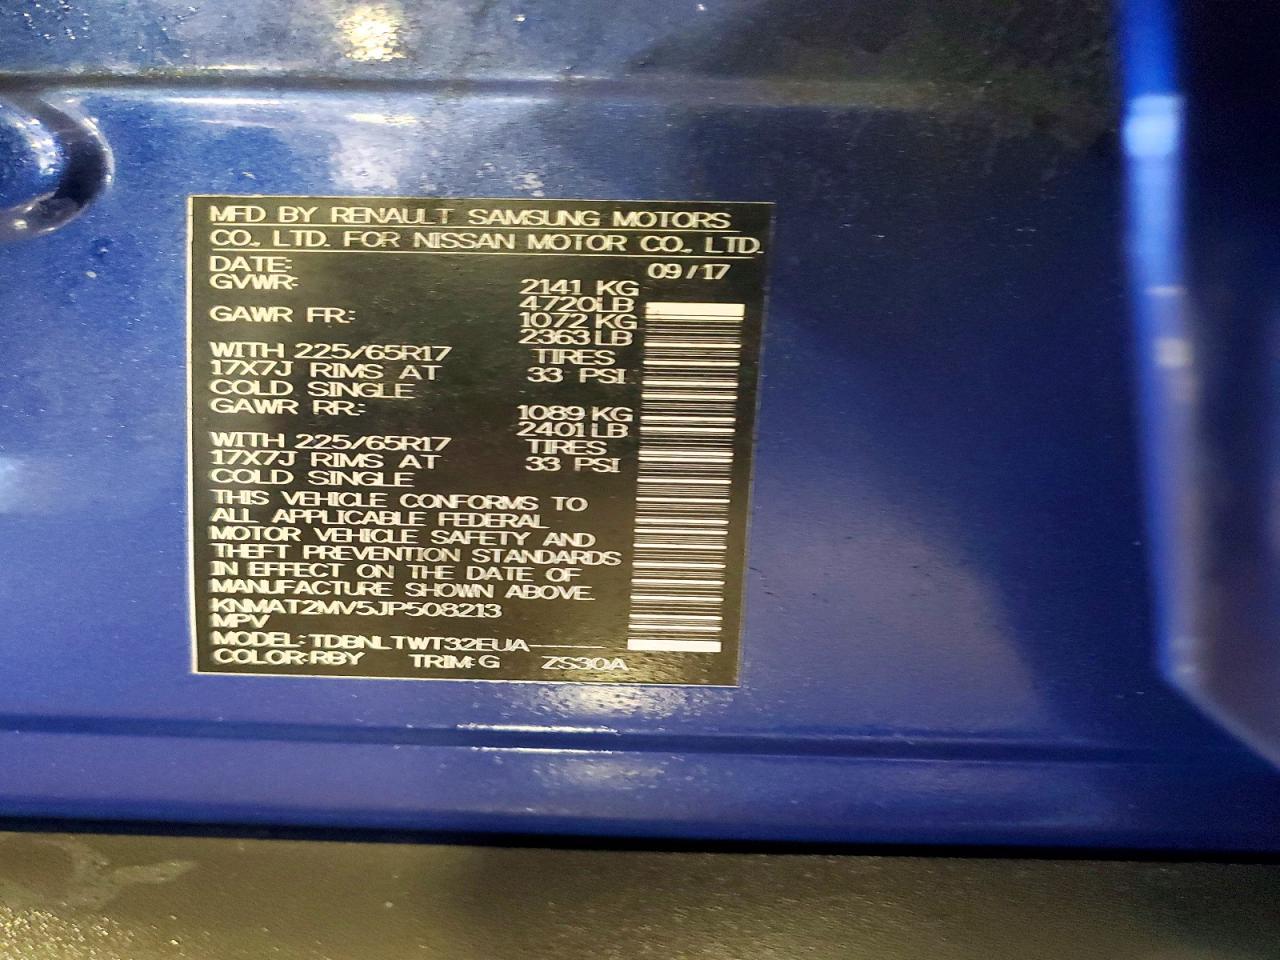 MFD BY RENAULT SAMSUNG MOTORS
CO., LTD. FOR NISSAN MOTOR CO., LTD.
DATE: 09/17
GVWR: 2141 KG
4720LB
GAWR FR.: 1072 KG
2363LB
WITH 225/65R17 TIRES
17X7J RIMS AT 33 PSI
COLD SINGLE
GAWR RR.: 1089 KG
2401LB
WITH 225/65R17 TIRES
17X7J RIMS AT 33 PSI
COLD SINGLE
THIS VEHICLE CONFORMS TO
ALL APPLICABLE FEDERAL
MOTOR VEHICLE SAFETY AND
THEFT PREVENTION STANDARDS
IN EFFECT ON THE DATE OF
MANUFACTURE SHOWN ABOVE.
KNMAT2MV5JP508213
MPV
MODEL: TDBNLTWT32EUA-----
COLOR:RBY TRIM:G ZS30A